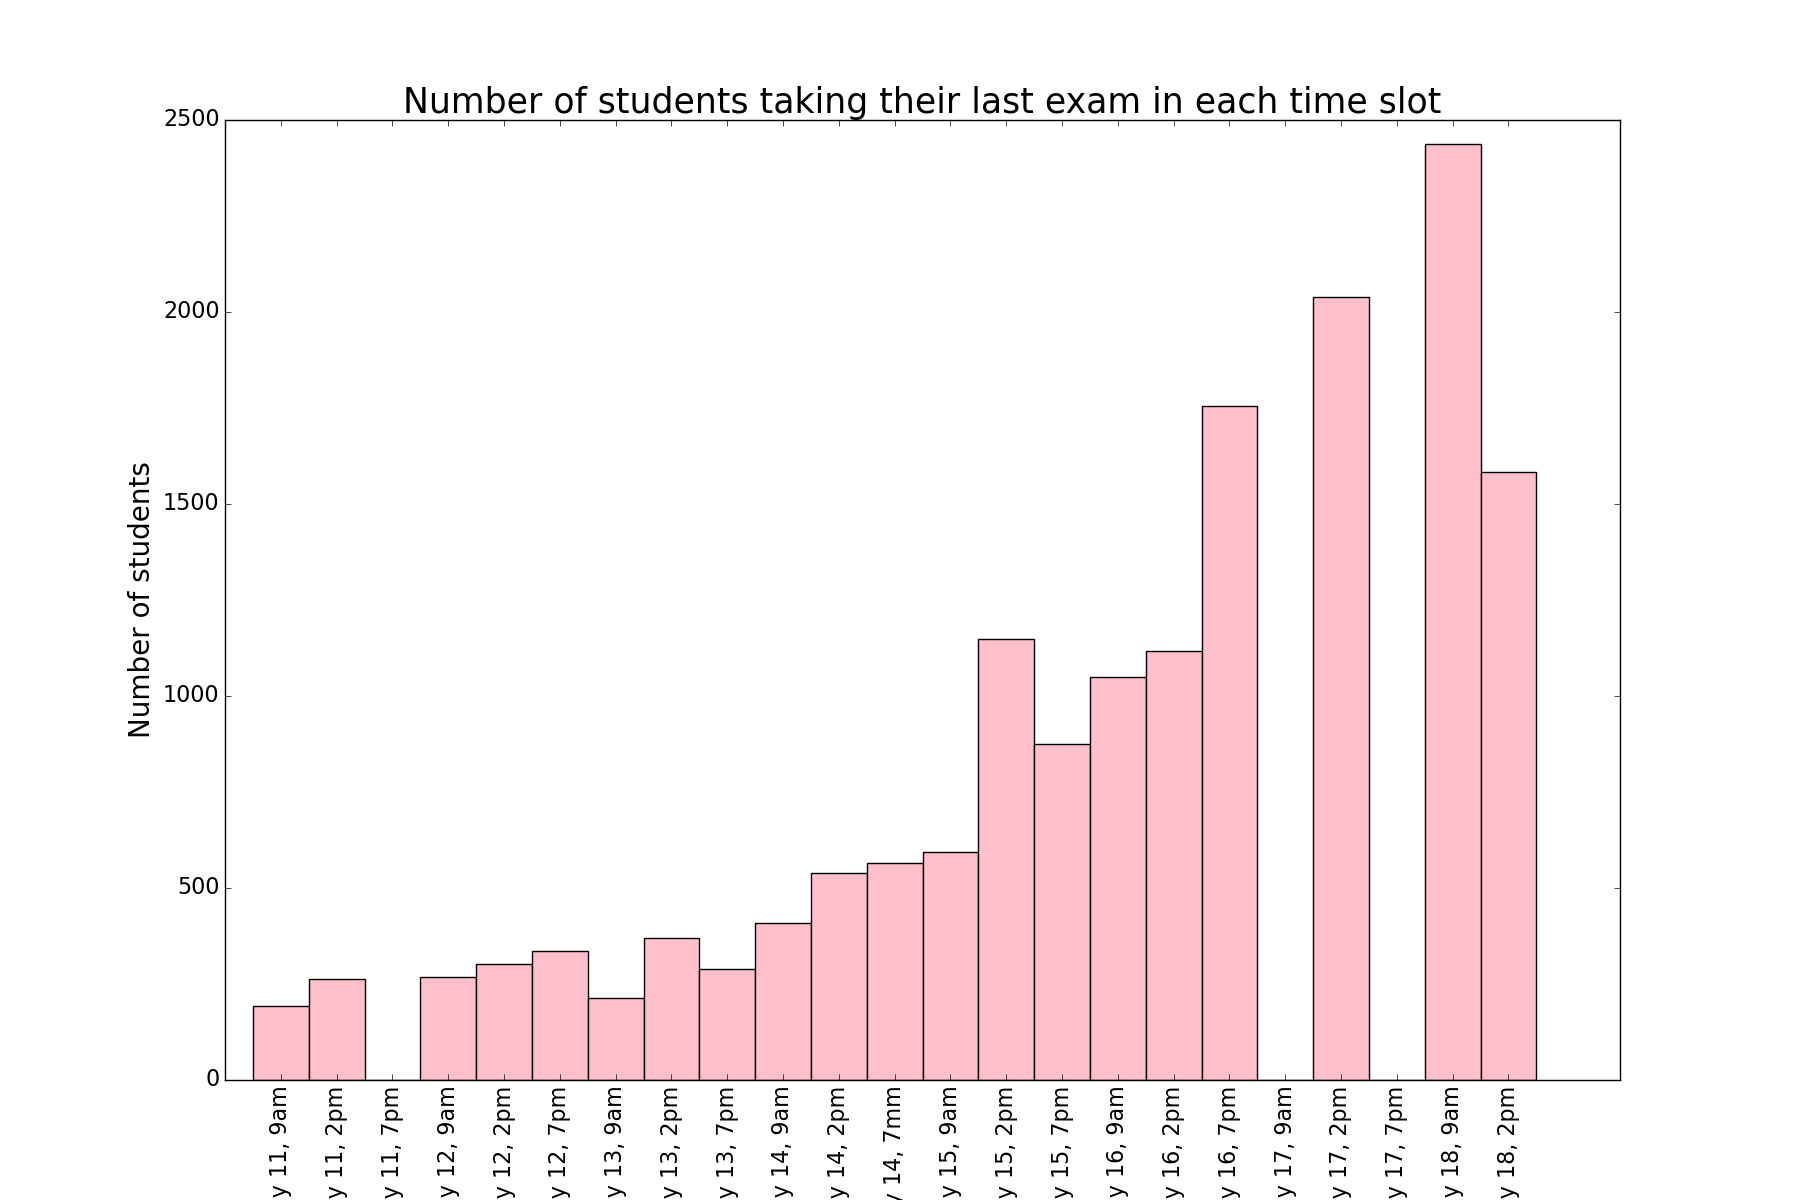 Number of students taking their last exam in each time slot
Number of students
2500
2000
1500
1000
500
0
y 11, 9am
y 11, 2pm
y 11, 7pm
y 12, 9am
y 12, 2pm
y 12, 7pm
y 13, 9am
y 13, 2pm
y 13, 7pm
y 14, 9am
y 14, 2pm
y 14, 7mm
y 15, 9am
y 15, 2pm
y 15, 7pm
y 16, 9am
y 16, 2pm
y 16, 7pm
y 17, 9am
y 17, 2pm
y 17, 7pm
y 18, 9am
y 18, 2pm